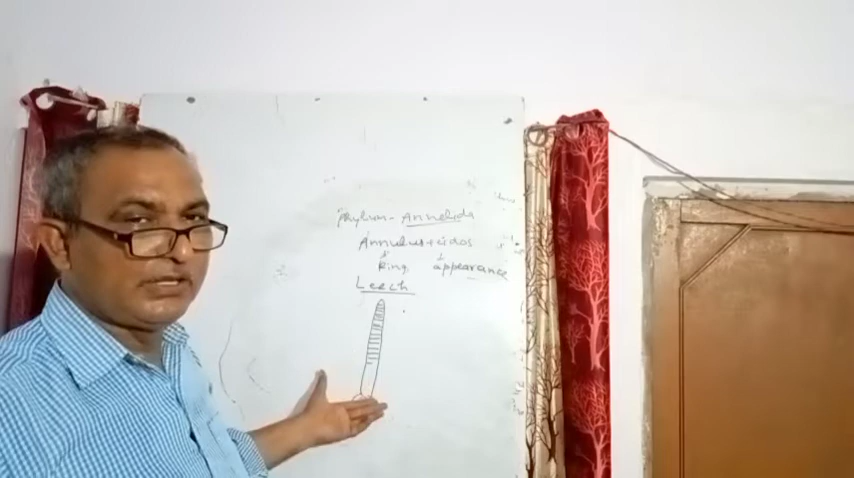 Phylum - Annelida
Annulus + eidos
Ring appearance
Leech